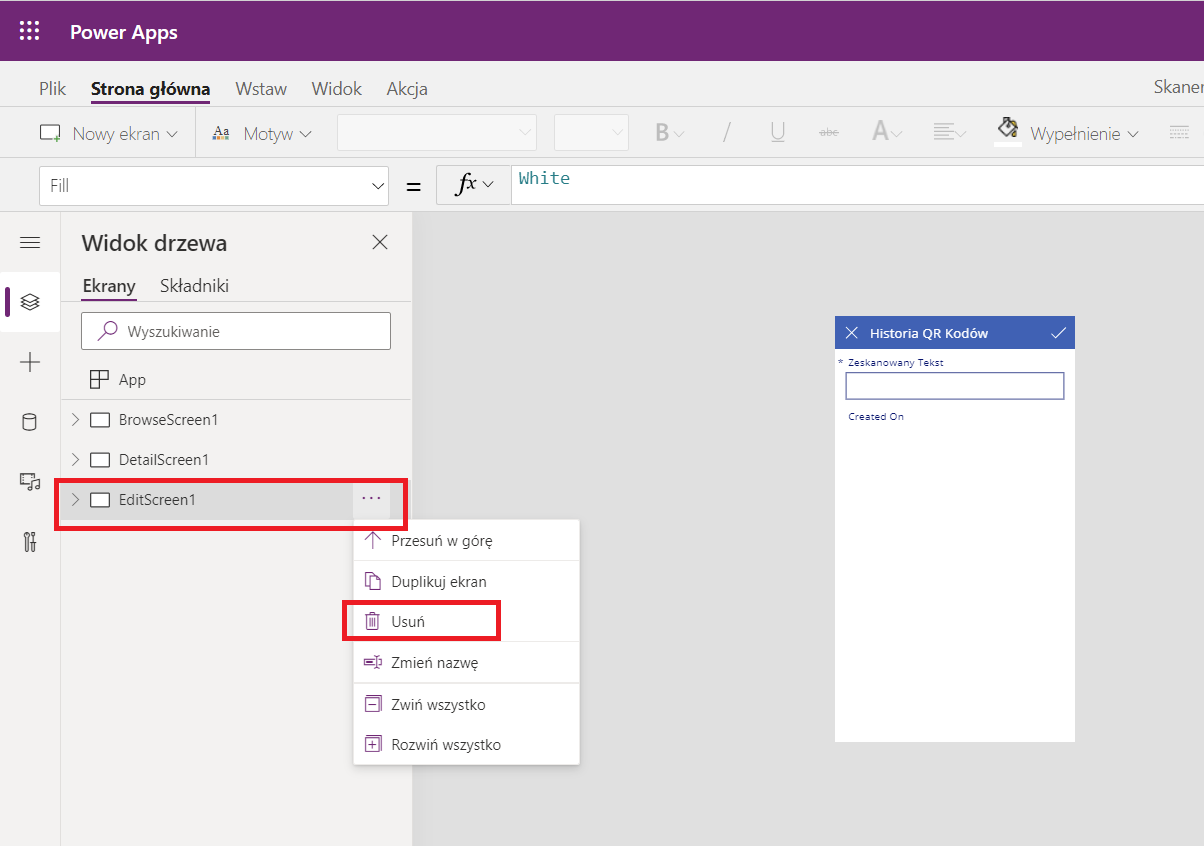 Power Apps
Plik Strona główna Wstaw Widok Akcja Skaner
Nowy ekran Aa Motyw B / U abc A Wypełnienie
Fill = fx White
Widok drzewa
Ekrany Składniki
Wyszukiwanie
App
BrowseScreen1
DetailScreen1
EditScreen1 ...
Przesuń w górę
Duplikuj ekran
Usuń
Zmień nazwę
Zwiń wszystko
Rozwiń wszystko
Historia QR Kodów
* Zeskanowany Tekst
Created On